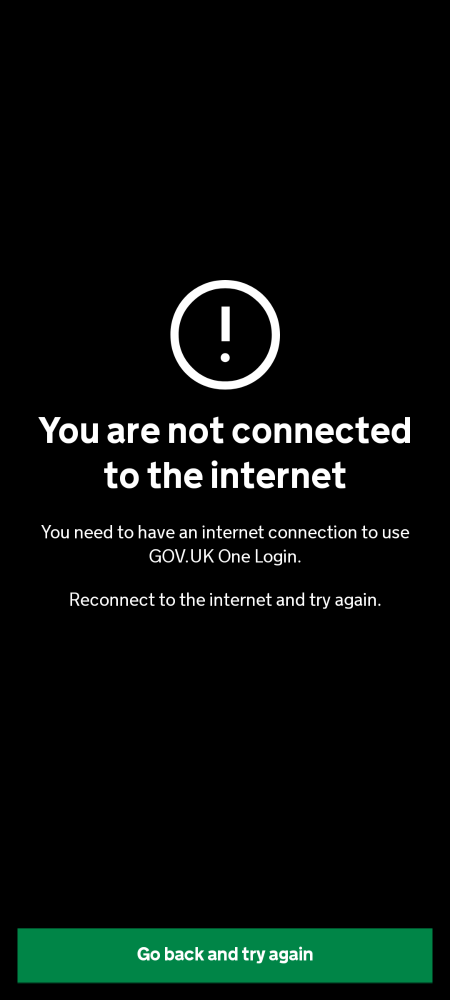 You are not connected
to the internet
You need to have an internet connection to use
GOV.UK One Login.
Reconnect to the internet and try again.
Go back and try again